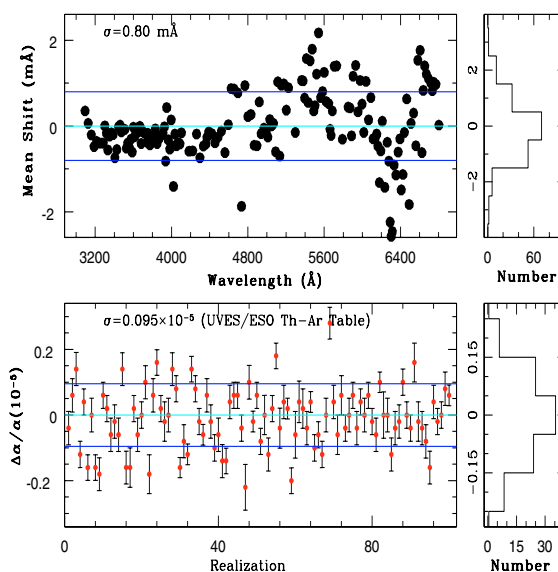 σ=0.80 mÅ
2
0
-2
Mean Shift (mÅ)
3200 4000 4800 5600 6400
Wavelength (Å)
2
0
-2
0 60
Number
σ=0.095×10⁻⁵ (UVES/ESO Th-Ar Table)
0.2
0
-0.2
Δα/α(10⁻⁵)
0 40 80
Realization
0.15
0
-0.15
0 15 30
Number